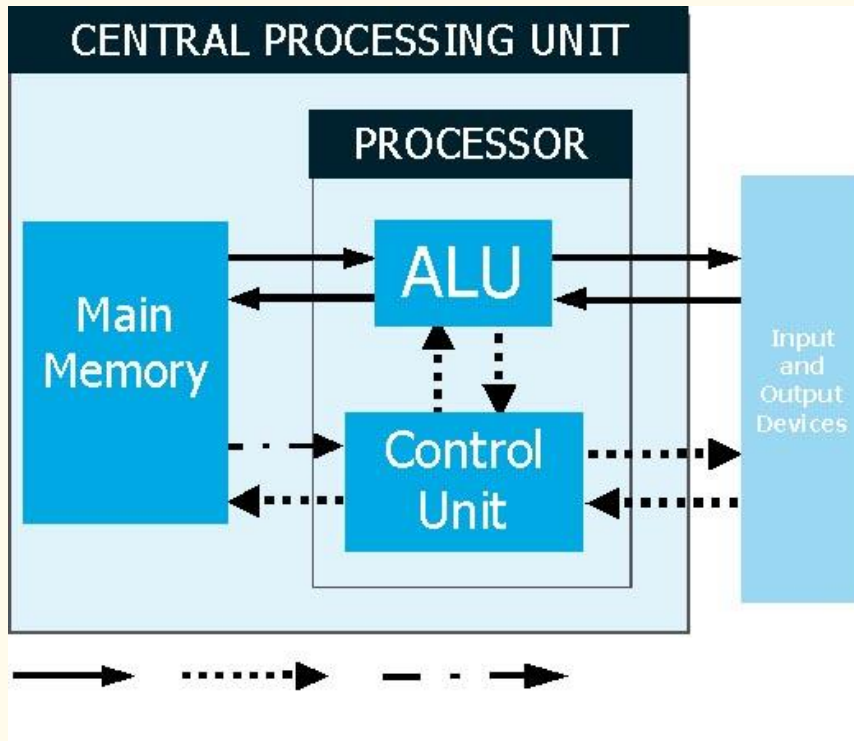 CENTRAL PROCESSING UNIT
PROCESSOR
Main
Memory
ALU
Control
Unit
Input
and
Output
Devices